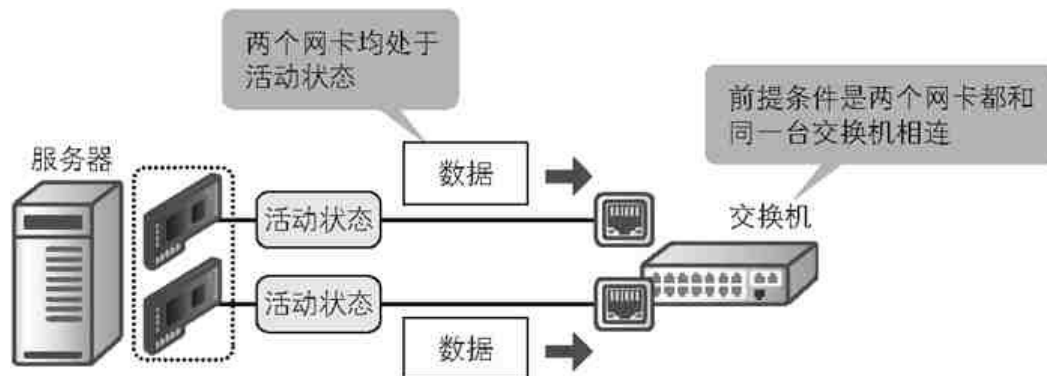 两个网卡均处于
活动状态
前提条件是两个网卡都和
同一台交换机相连
服务器
数据
交换机
活动状态
活动状态
数据